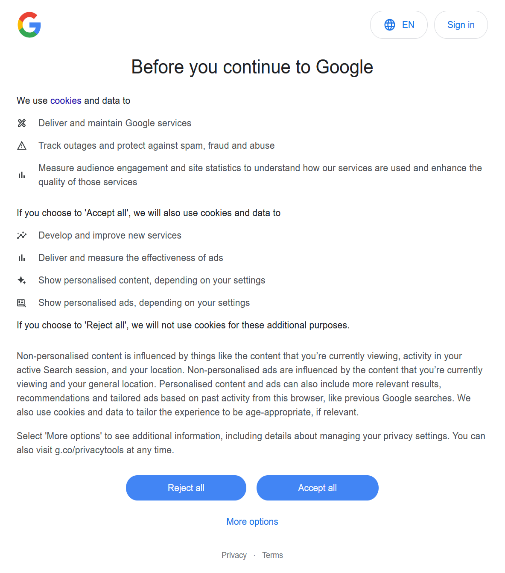 EN
Sign in
Before you continue to Google
We use cookies and data to
Deliver and maintain Google services
Track outages and protect against spam, fraud and abuse
Measure audience engagement and site statistics to understand how our services are used and enhance the
quality of those services
If you choose to 'Accept all', we will also use cookies and data to
Develop and improve new services
Deliver and measure the effectiveness of ads
Show personalised content, depending on your settings
Show personalised ads, depending on your settings
If you choose to 'Reject all', we will not use cookies for these additional purposes.
Non-personalised content is influenced by things like the content that you're currently viewing, activity in your
active Search session, and your location. Non-personalised ads are influenced by the content that you're currently
viewing and your general location. Personalised content and ads can also include more relevant results,
recommendations and tailored ads based on past activity from this browser, like previous Google searches. We
also use cookies and data to tailor the experience to be age-appropriate, if relevant.
Select 'More options' to see additional information, including details about managing your privacy settings. You can
also visit g.co/privacytools at any time.
Reject all
Accept all
More options
Privacy · Terms